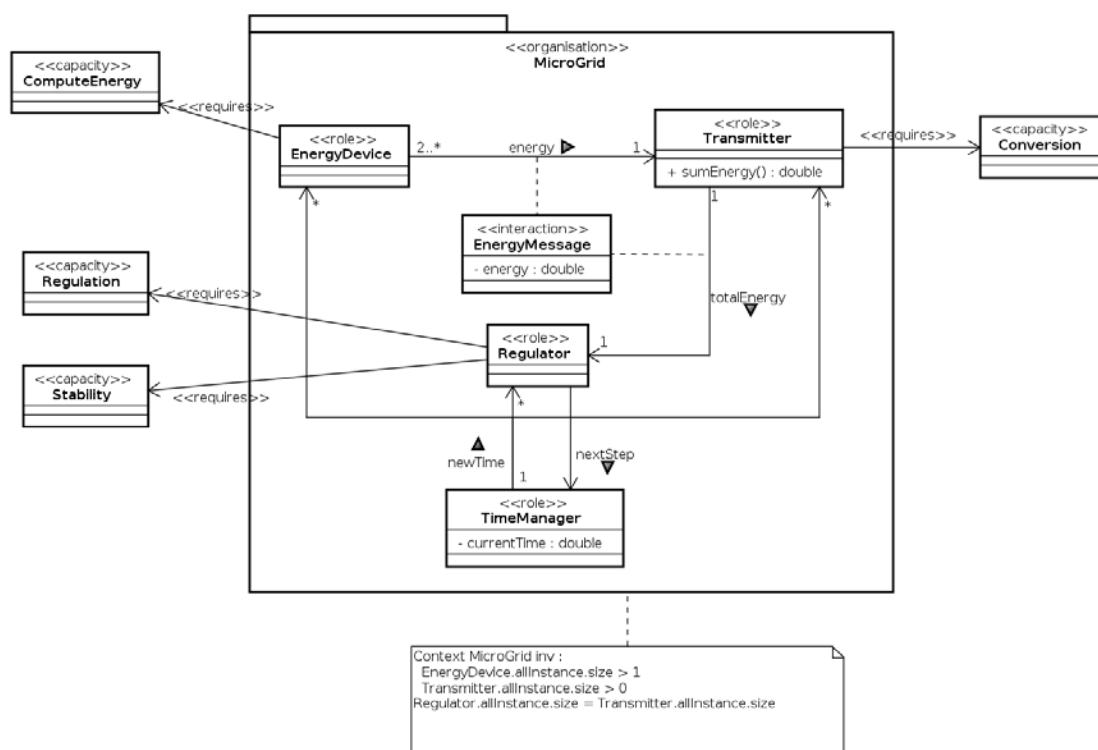 <<organisation>>
MicroGrid
<<capacity>>
ComputeEnergy
<<requires>>
<<role>>
EnergyDevice
2..*
energy
1
<<role>>
Transmitter
+ sumEnergy() : double
<<requires>>
<<capacity>>
Conversion
*
1
*
<<interaction>>
EnergyMessage
- energy : double
<<capacity>>
Regulation
<<requires>>
totalEnergy
<<role>>
Regulator
1
<<capacity>>
Stability
<<requires>>
*
newTime
nextStep
1
<<role>>
TimeManager
- currentTime : double
Context MicroGrid inv :
EnergyDevice.allInstance.size > 1
Transmitter.allInstance.size > 0
Regulator.allInstance.size = Transmitter.allInstance.size